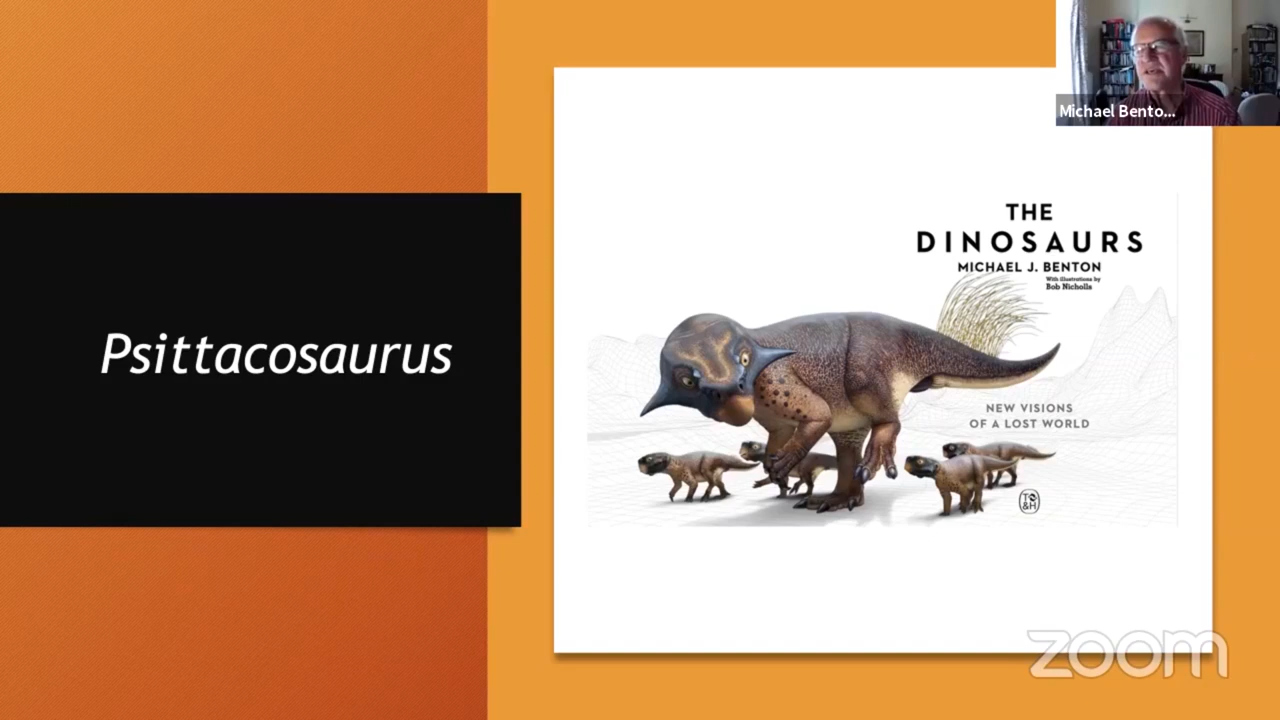 Psittacosaurus
THE
DINOSAURS
MICHAEL J. BENTON
With illustrations by
Bob Nicholls
NEW VISIONS
OF A LOST WORLD
T&H
Michael Bento...
zoom